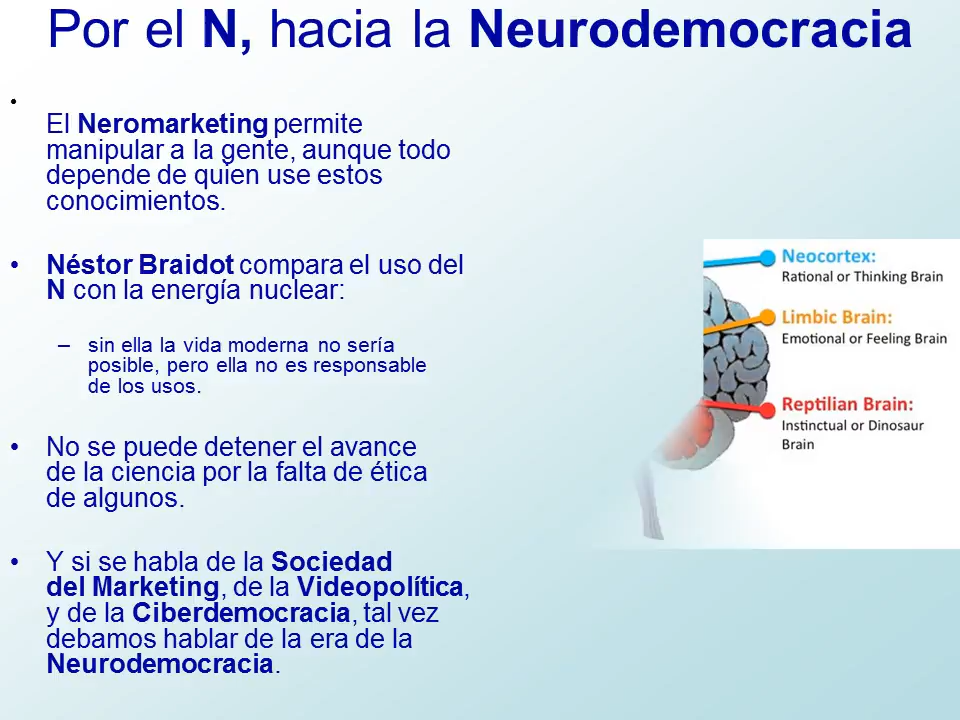 Por el N, hacia la Neurodemocracia
•
El Neromarketing permite
manipular a la gente, aunque todo
depende de quien use estos
conocimientos.
• Néstor Braidot compara el uso del
N con la energía nuclear:
– sin ella la vida moderna no sería
posible, pero ella no es responsable
de los usos.
• No se puede detener el avance
de la ciencia por la falta de ética
de algunos.
• Y si se habla de la Sociedad
del Marketing, de la Videopolítica,
y de la Ciberdemocracia, tal vez
debamos hablar de la era de la
Neurodemocracia.
Neocortex:
Rational or Thinking Brain
Limbic Brain:
Emotional or Feeling Brain
Reptilian Brain:
Instinctual or Dinosaur
Brain